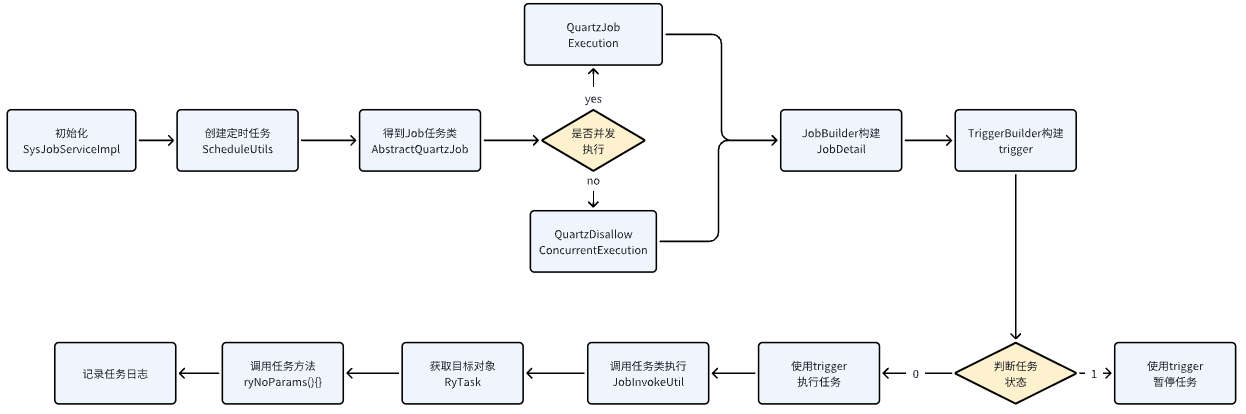 QuartzJob
Execution
yes
初始化
SysJobServiceImpl
创建定时任务
ScheduleUtils
得到Job任务类
AbstractQuartzJob
是否并发
执行
JobBuilder构建
JobDetail
TriggerBuilder构建
trigger
no
QuartzDisallow
ConcurrentExecution
记录任务日志
调用任务方法
ryNoParams(){}
获取目标对象
RyTask
调用任务类执行
JobInvokeUtil
使用trigger
执行任务
0
判断任务
状态
1
使用trigger
暂停任务